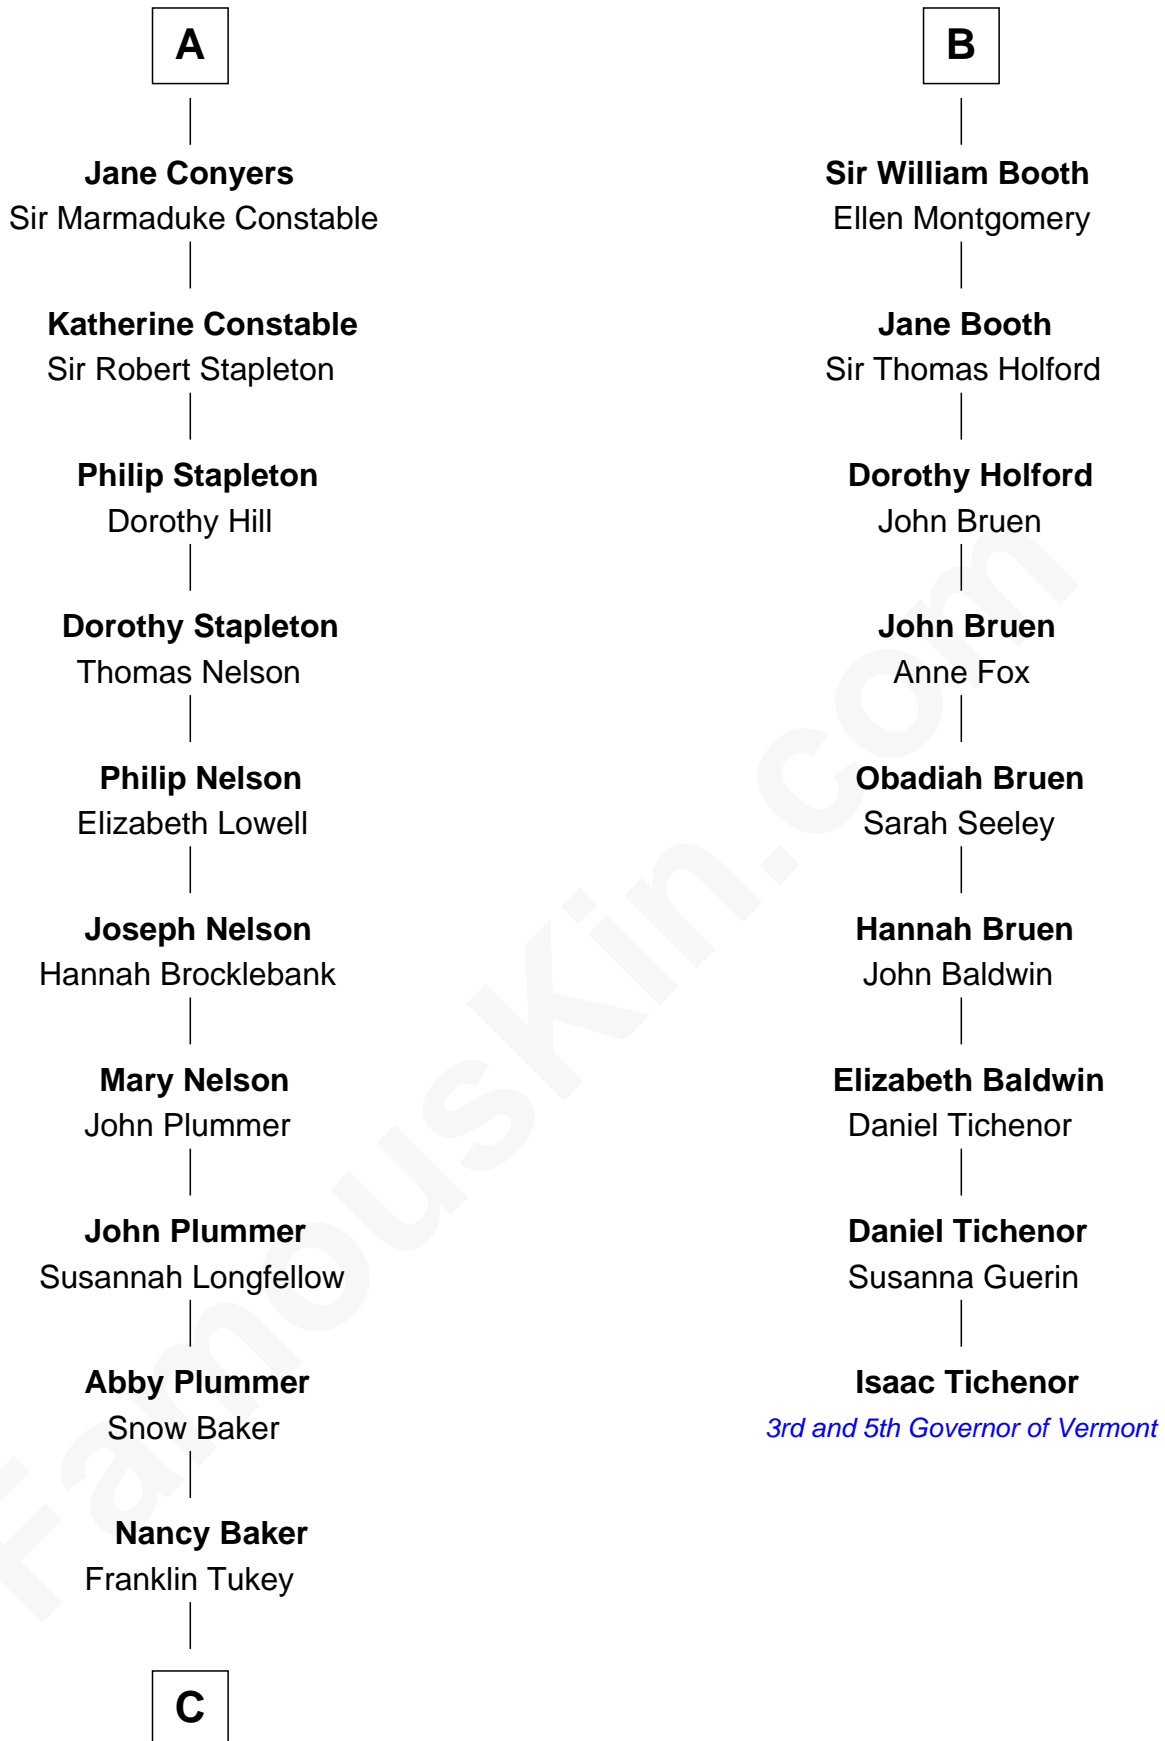 A
Jane Conyers
Sir Marmaduke Constable
Katherine Constable
Sir Robert Stapleton
Philip Stapleton
Dorothy Hill
Dorothy Stapleton
Thomas Nelson
Philip Nelson
Elizabeth Lowell
Joseph Nelson
Hannah Brocklebank
Mary Nelson
John Plummer
John Plummer
Susannah Longfellow
Abby Plummer
Snow Baker
Nancy Baker
Franklin Tukey
C
B
Sir William Booth
Ellen Montgomery
Jane Booth
Sir Thomas Holford
Dorothy Holford
John Bruen
John Bruen
Anne Fox
Obadiah Bruen
Sarah Seeley
Hannah Bruen
John Baldwin
Elizabeth Baldwin
Daniel Tichenor
Daniel Tichenor
Susanna Guerin
Isaac Tichenor
3rd and 5th Governor of Vermont
FamousKin.com